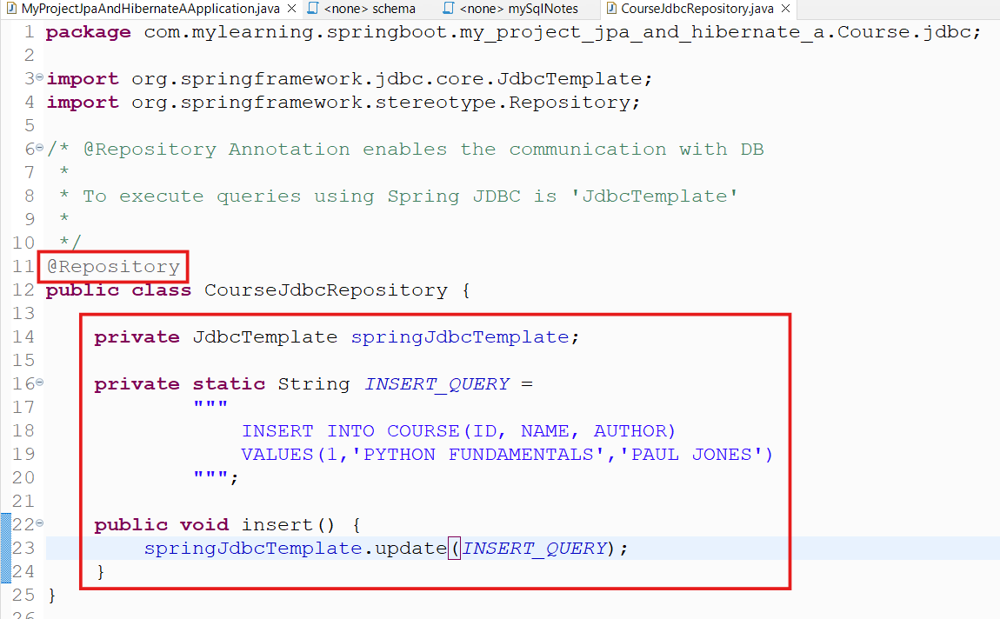 MyProjectJpaAndHibernateAApplication.java <none> schema <none> mySqlNotes CourseJdbcRepository.java
1 package com.mylearning.springboot.my_project_jpa_and_hibernate_a.Course.jdbc;
2
3 import org.springframework.jdbc.core.JdbcTemplate;
4 import org.springframework.stereotype.Repository;
5
6 /* @Repository Annotation enables the communication with DB
7 *
8 * To execute queries using Spring JDBC is 'JdbcTemplate'
9 *
10 */
11 @Repository
12 public class CourseJdbcRepository {
13
14 private JdbcTemplate springJdbcTemplate;
15
16 private static String INSERT_QUERY =
17 """
18 INSERT INTO COURSE(ID, NAME, AUTHOR)
19 VALUES(1,'PYTHON FUNDAMENTALS','PAUL JONES')
20 """;
21
22 public void insert() {
23 springJdbcTemplate.update(INSERT_QUERY);
24 }
25 }
26